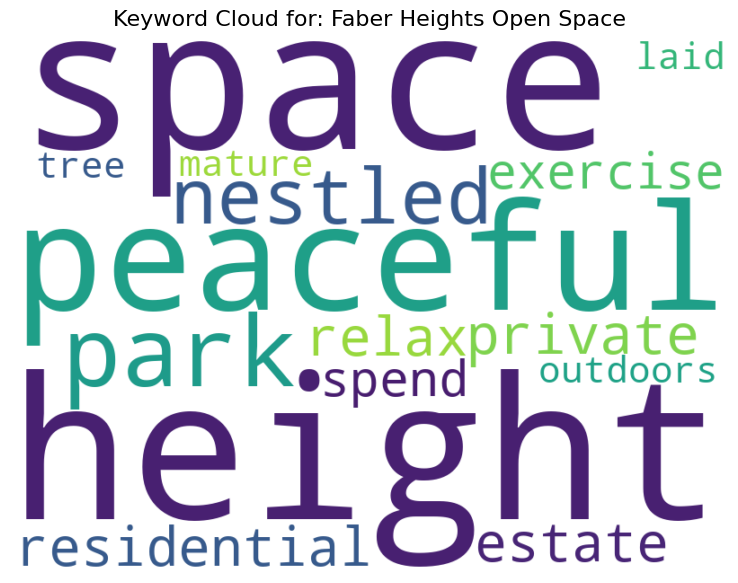 Keyword Cloud for: Faber Heights Open Space
space
laid
tree
mature
exercise
nestled
peaceful
park
relax
private
outdoors
spend
height
residential
estate